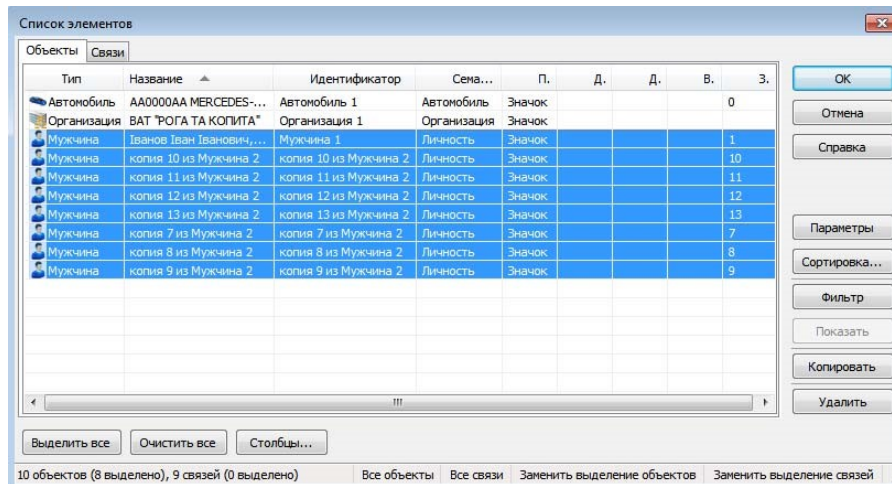 Список элементов
Объекты Связи
Тип Название Идентификатор Сема... П. Д. Д. В. З.
Автомобиль АА0000АА MERCEDES-... Автомобиль 1 Автомобиль Значок 0
Организация ВАТ "РОГА ТА КОПИТА" Организация 1 Организация Значок
Мужчина Іванов Іван Іванович,... Мужчина 1 Личность Значок 1
Мужчина копия 10 из Мужчина 2 копия 10 из Мужчина 2 Личность Значок 10
Мужчина копия 11 из Мужчина 2 копия 11 из Мужчина 2 Личность Значок 11
Мужчина копия 12 из Мужчина 2 копия 12 из Мужчина 2 Личность Значок 12
Мужчина копия 13 из Мужчина 2 копия 13 из Мужчина 2 Личность Значок 13
Мужчина копия 7 из Мужчина 2 копия 7 из Мужчина 2 Личность Значок 7
Мужчина копия 8 из Мужчина 2 копия 8 из Мужчина 2 Личность Значок 8
Мужчина копия 9 из Мужчина 2 копия 9 из Мужчина 2 Личность Значок 9
OK
Отмена
Справка
Параметры
Сортировка...
Фильтр
Показать
Копировать
Удалить
Выделить все Очистить все Столбцы...
10 объектов (8 выделено), 9 связей (0 выделено) Все объекты Все связи Заменить выделение объектов Заменить выделение связей